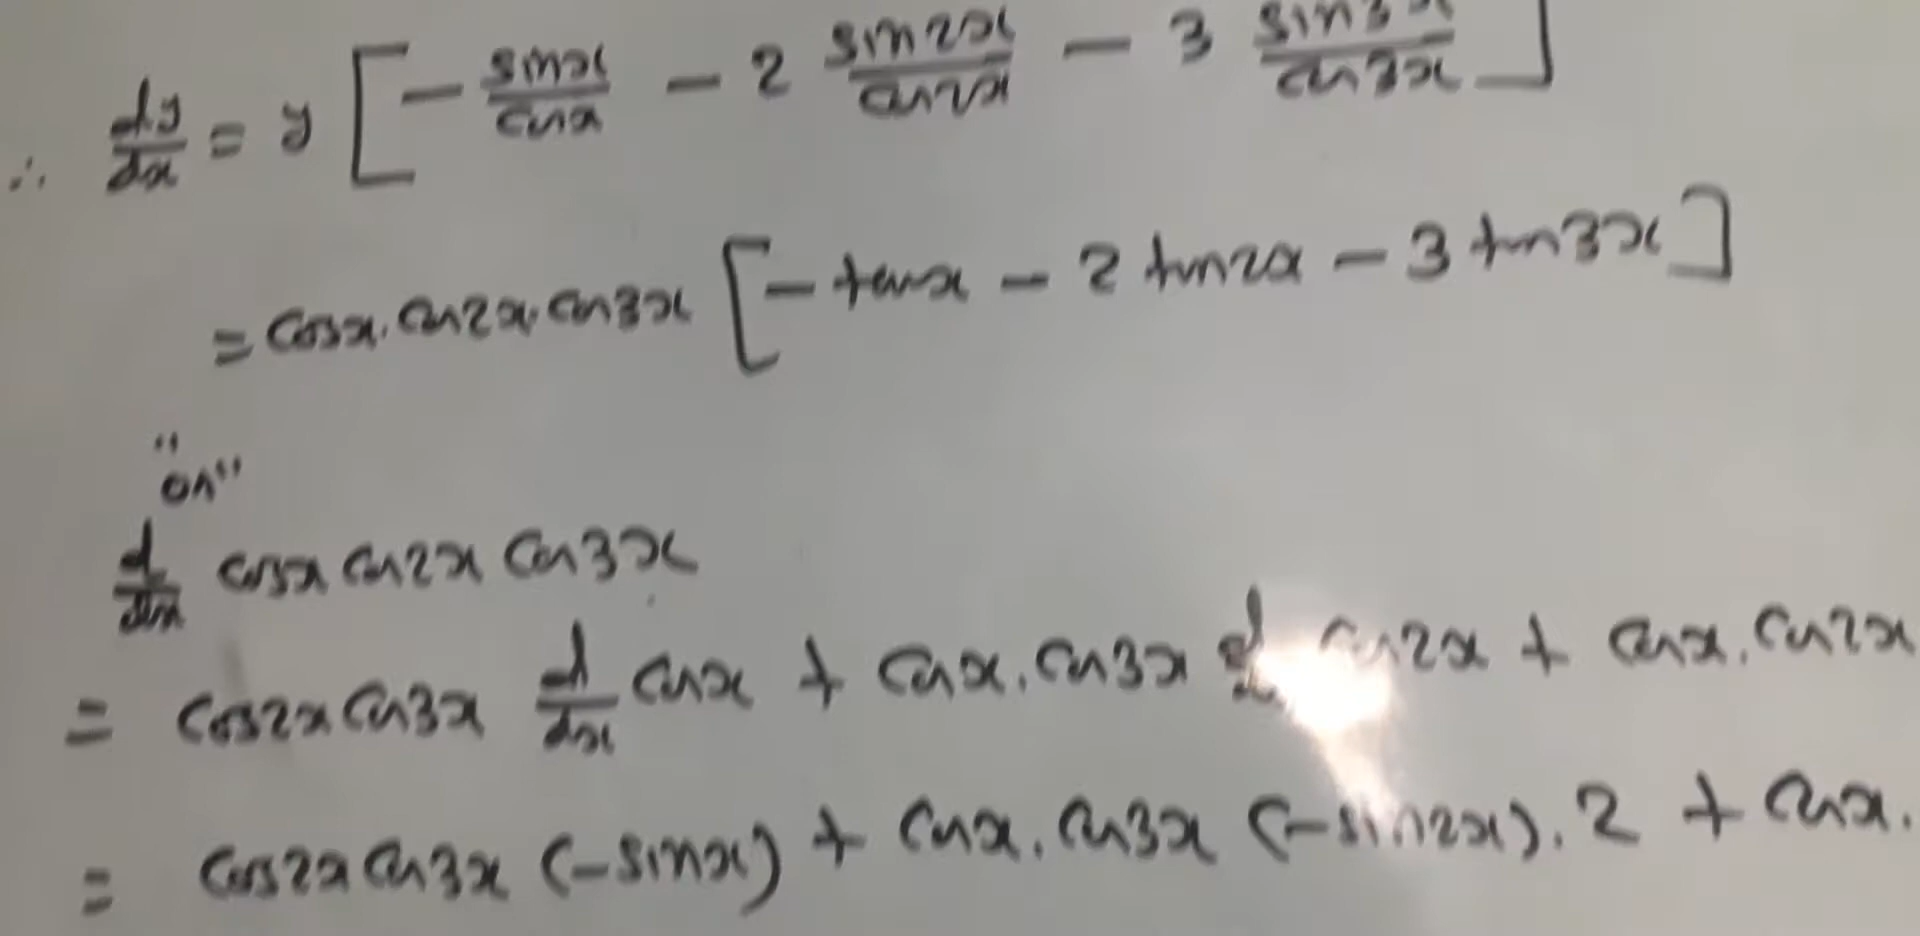 ∴ dy/dx = y [ - sinx/cosx - 2 sin2x/cos2x - 3 sin3x/cos3x ]
= cosx. cos2x. cos3x [ - tanx - 2 tan2x - 3 tan3x ]
"or"
d/dx cosx cos2x cos3x
= cos2x cos3x d/dx cosx + cosx. cos3x d cos2x + cosx. cos2x
= cos2x cos3x (-sinx) + cosx. cos3x (-sin2x). 2 + cosx.